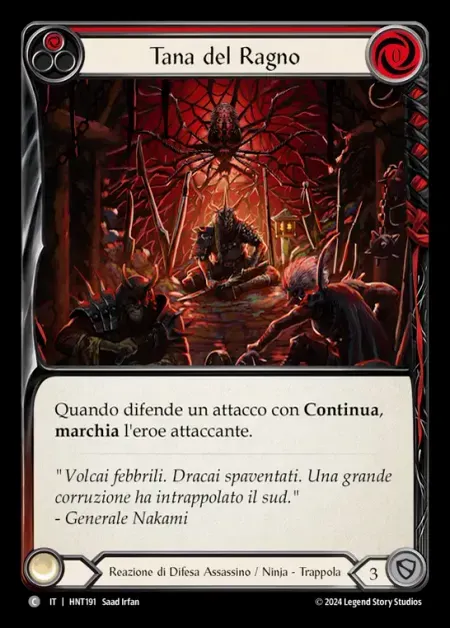 Tana del Ragno
0
Quando difende un attacco con Continua,
marchia l'eroe attaccante.
"Volcai febbrili. Dracai spaventati. Una grande
corruzione ha intrappolato il sud."
- Generale Nakami
Reazione di Difesa Assassino / Ninja - Trappola
3
C IT | HNT191 Saad Irfan
© 2024 Legend Story Studios